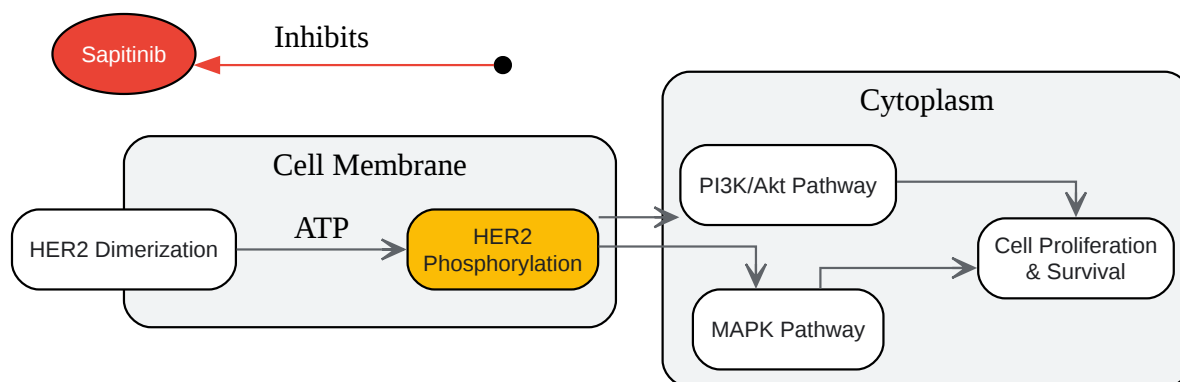 Sapitinib
Inhibits
Cytoplasm
Cell Membrane
PI3K/Akt Pathway
HER2 Dimerization
ATP
HER2
Phosphorylation
Cell Proliferation
& Survival
MAPK Pathway